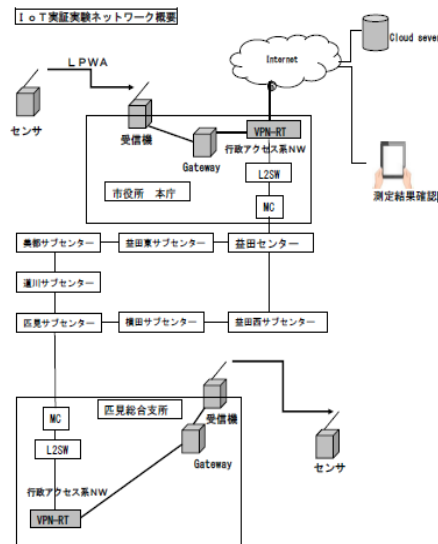 ＩｏＴ実証実験ネットワーク概要
Cloud sever
Internet
ＬＰＷＡ
センサ
受信機
VPN-RT
Gateway
行政アクセス系NW
L2SW
測定結果確認
市役所　本庁
MC
美都サブセンター
益田東サブセンター
益田センター
道川サブセンター
匹見サブセンター
横田サブセンター
益田西サブセンター
匹見総合支所
受信機
MC
L2SW
Gateway
センサ
行政アクセス系NW
VPN-RT